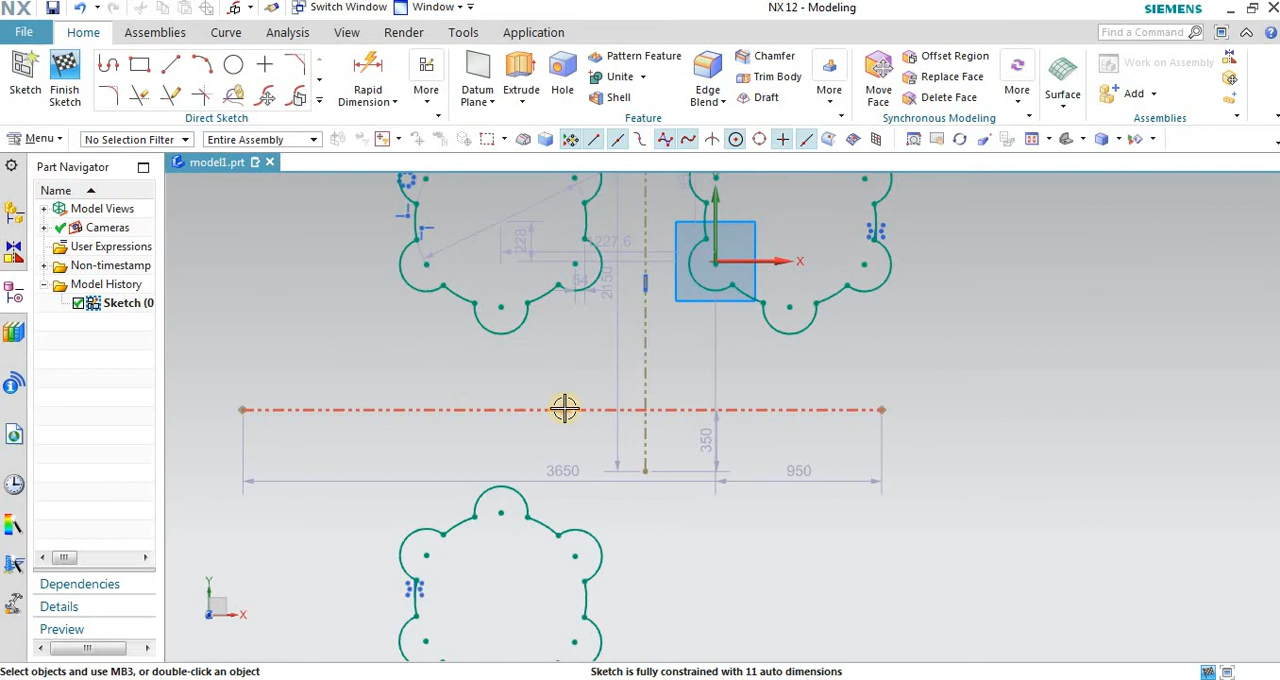 NX
Switch Window
Window
NX 12 - Modeling
SIEMENS
File
Home
Assemblies
Curve
Analysis
View
Render
Tools
Application
Find a Command
Sketch
Finish
Sketch
Rapid
Dimension
More
Direct Sketch
Datum
Plane
Extrude
Hole
Pattern Feature
Unite
Shell
Edge
Blend
Chamfer
Trim Body
Draft
More
Feature
Move
Face
Offset Region
Replace Face
Delete Face
More
Synchronous Modeling
Surface
Work on Assembly
Add
Assemblies
Menu
No Selection Filter
Entire Assembly
Part Navigator
model1.prt
Name
Model Views
Cameras
User Expressions
Non-timestamp
Model History
Sketch (0
Dependencies
Details
Preview
228
1227.6
54
2150
X
350
3650
950
Y
X
Select objects and use MB3, or double-click an object
Sketch is fully constrained with 11 auto dimensions